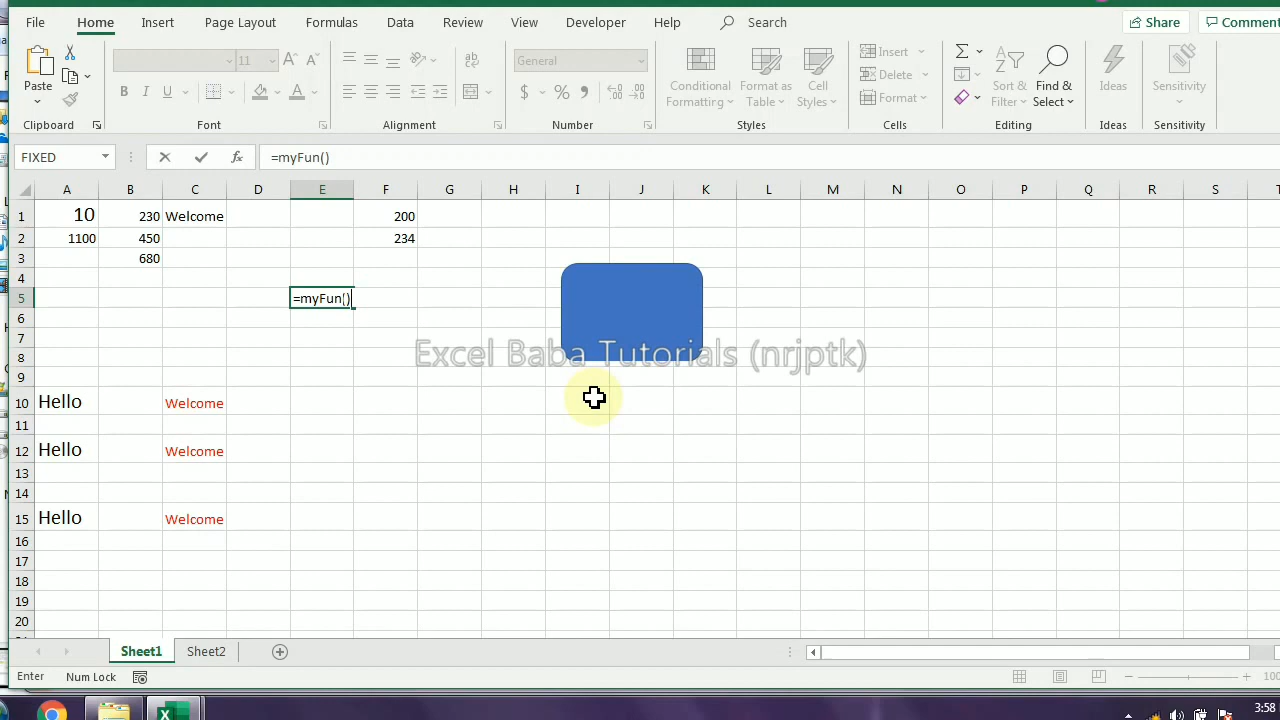 File Home Insert Page Layout Formulas Data Review View Developer Help Search Share Comment
Paste
11
General
Conditional Formatting
Format as Table
Cell Styles
Insert
Delete
Format
Sort & Filter
Find & Select
Ideas
Sensitivity
Clipboard Font Alignment Number Styles Cells Editing Ideas Sensitivity
FIXED fx =myFun()
A B C D E F G H I J K L M N O P Q R S T
1 10 230 Welcome 200
2 1100 450 234
3 680
4
5 =myFun()
6
7
8
Excel Baba Tutorials (nrjptk)
9
10 Hello Welcome
11
12 Hello Welcome
13
14
15 Hello Welcome
16
17
18
19
20
Sheet1 Sheet2
Enter Num Lock 100
3:58